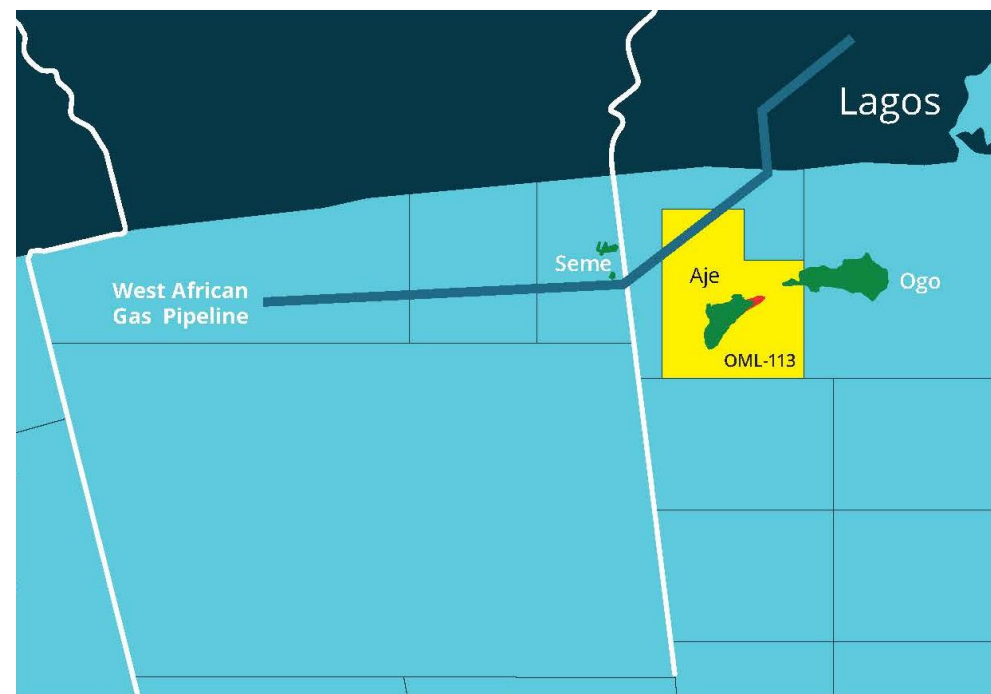 Lagos
Seme
Aje
Ogo
West African
Gas Pipeline
OML-113